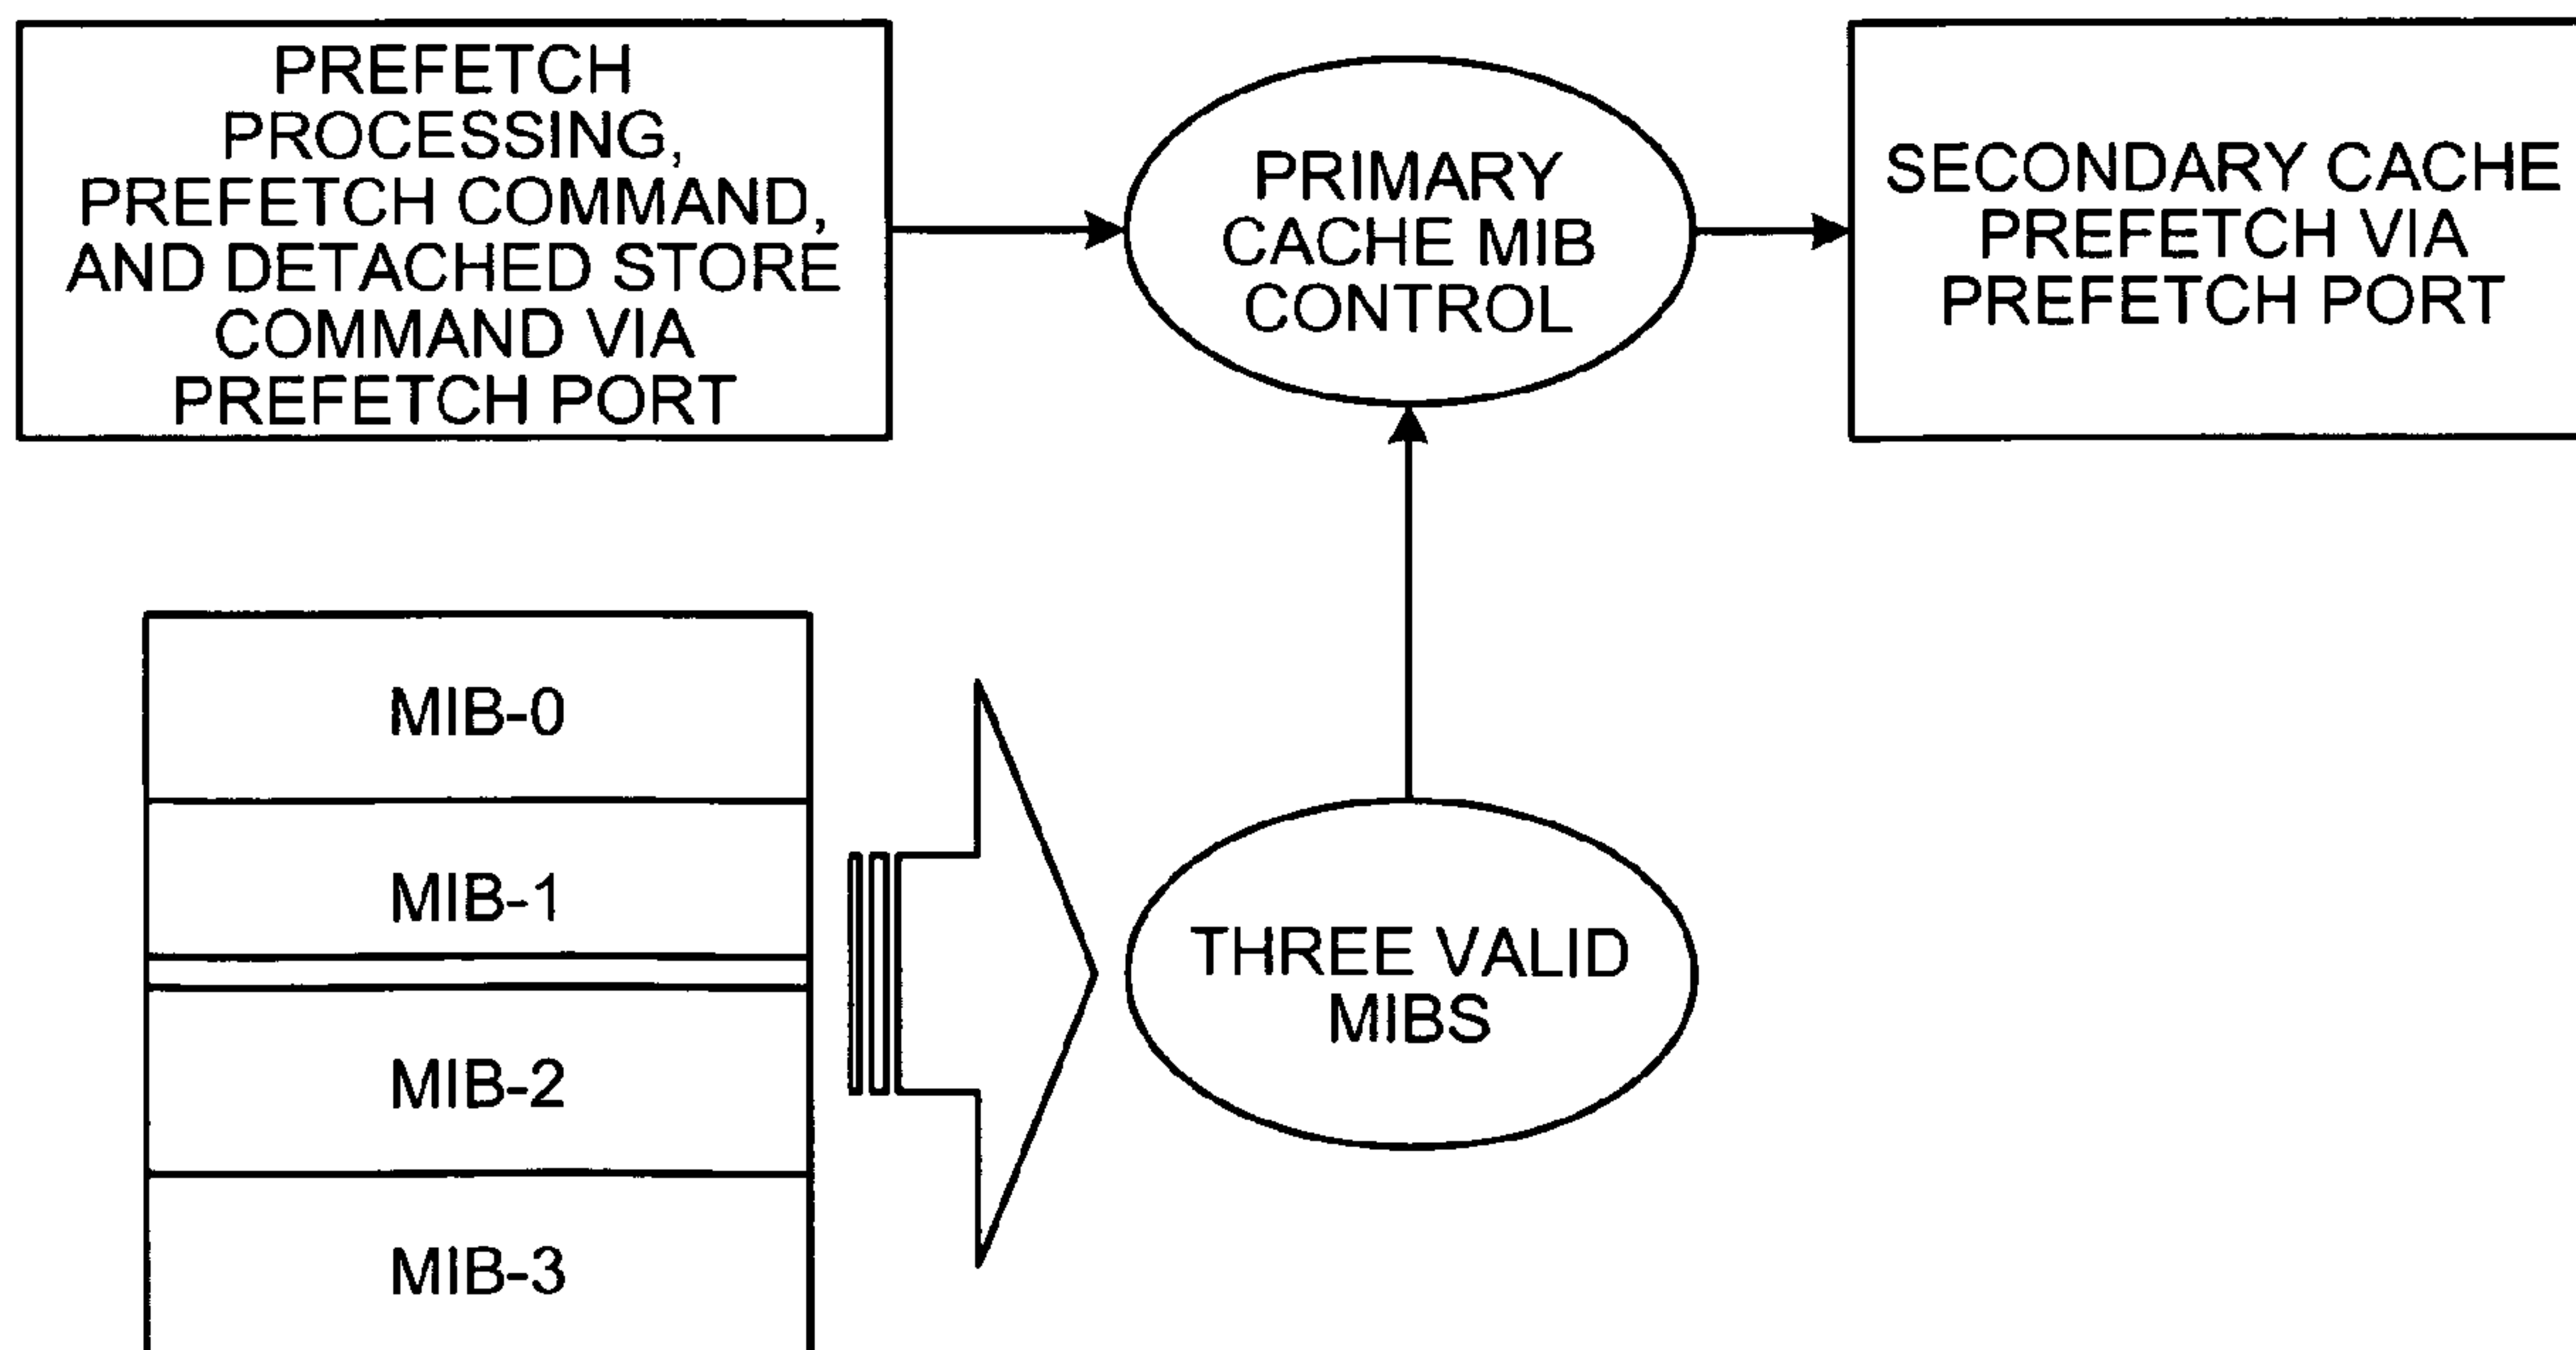 PREFETCH
PROCESSING,
PREFETCH COMMAND,
AND DETACHED STORE
COMMAND VIA
PREFETCH PORT
PRIMARY
CACHE MIB
CONTROL
SECONDARY CACHE
PREFETCH VIA
PREFETCH PORT
MIB-0
MIB-1
MIB-2
MIB-3
THREE VALID
MIBS